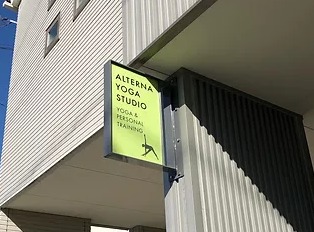 ALTERNA
YOGA
STUDIO
YOGA &
PERSONAL
TRAINING